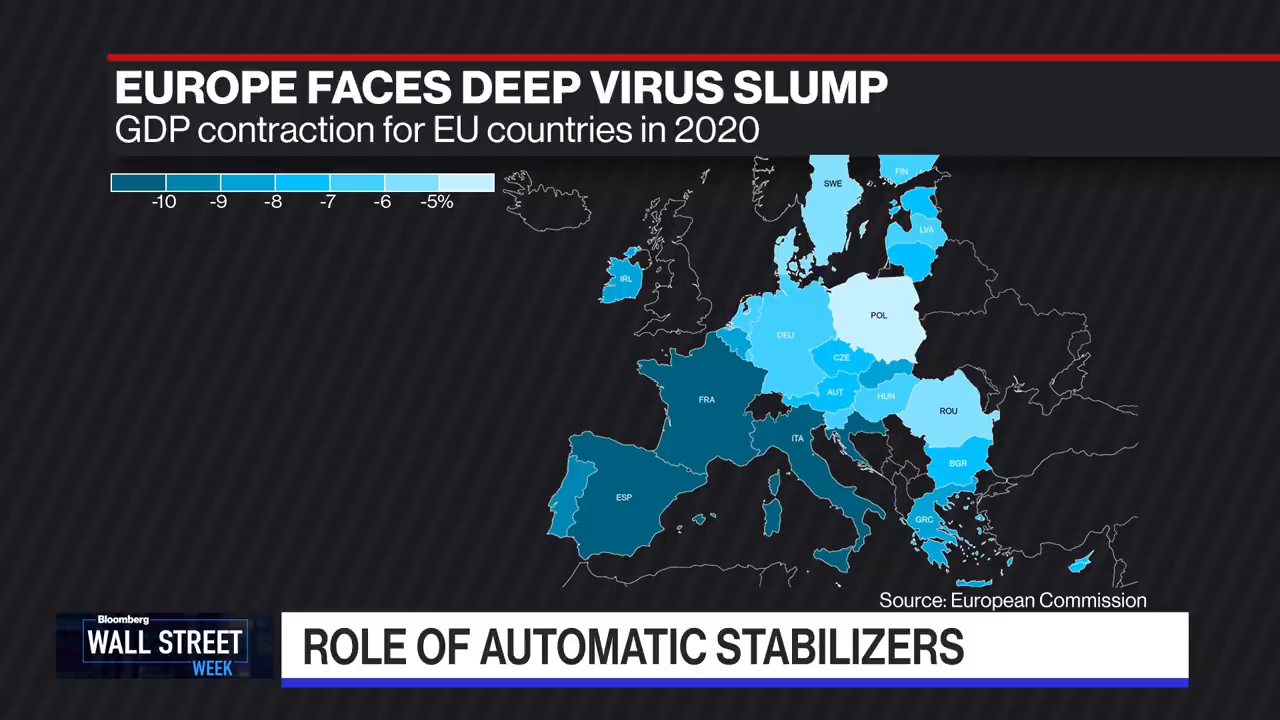 EUROPE FACES DEEP VIRUS SLUMP
GDP contraction for EU countries in 2020
-10 -9 -8 -7 -6 -5%
SWE
FIN
LVA
IRL
POL
DEU
CZE
AUT
HUN
FRA
ROU
ITA
BGR
ESP
GRC
Source: European Commission
Bloomberg
WALL STREET
WEEK
ROLE OF AUTOMATIC STABILIZERS